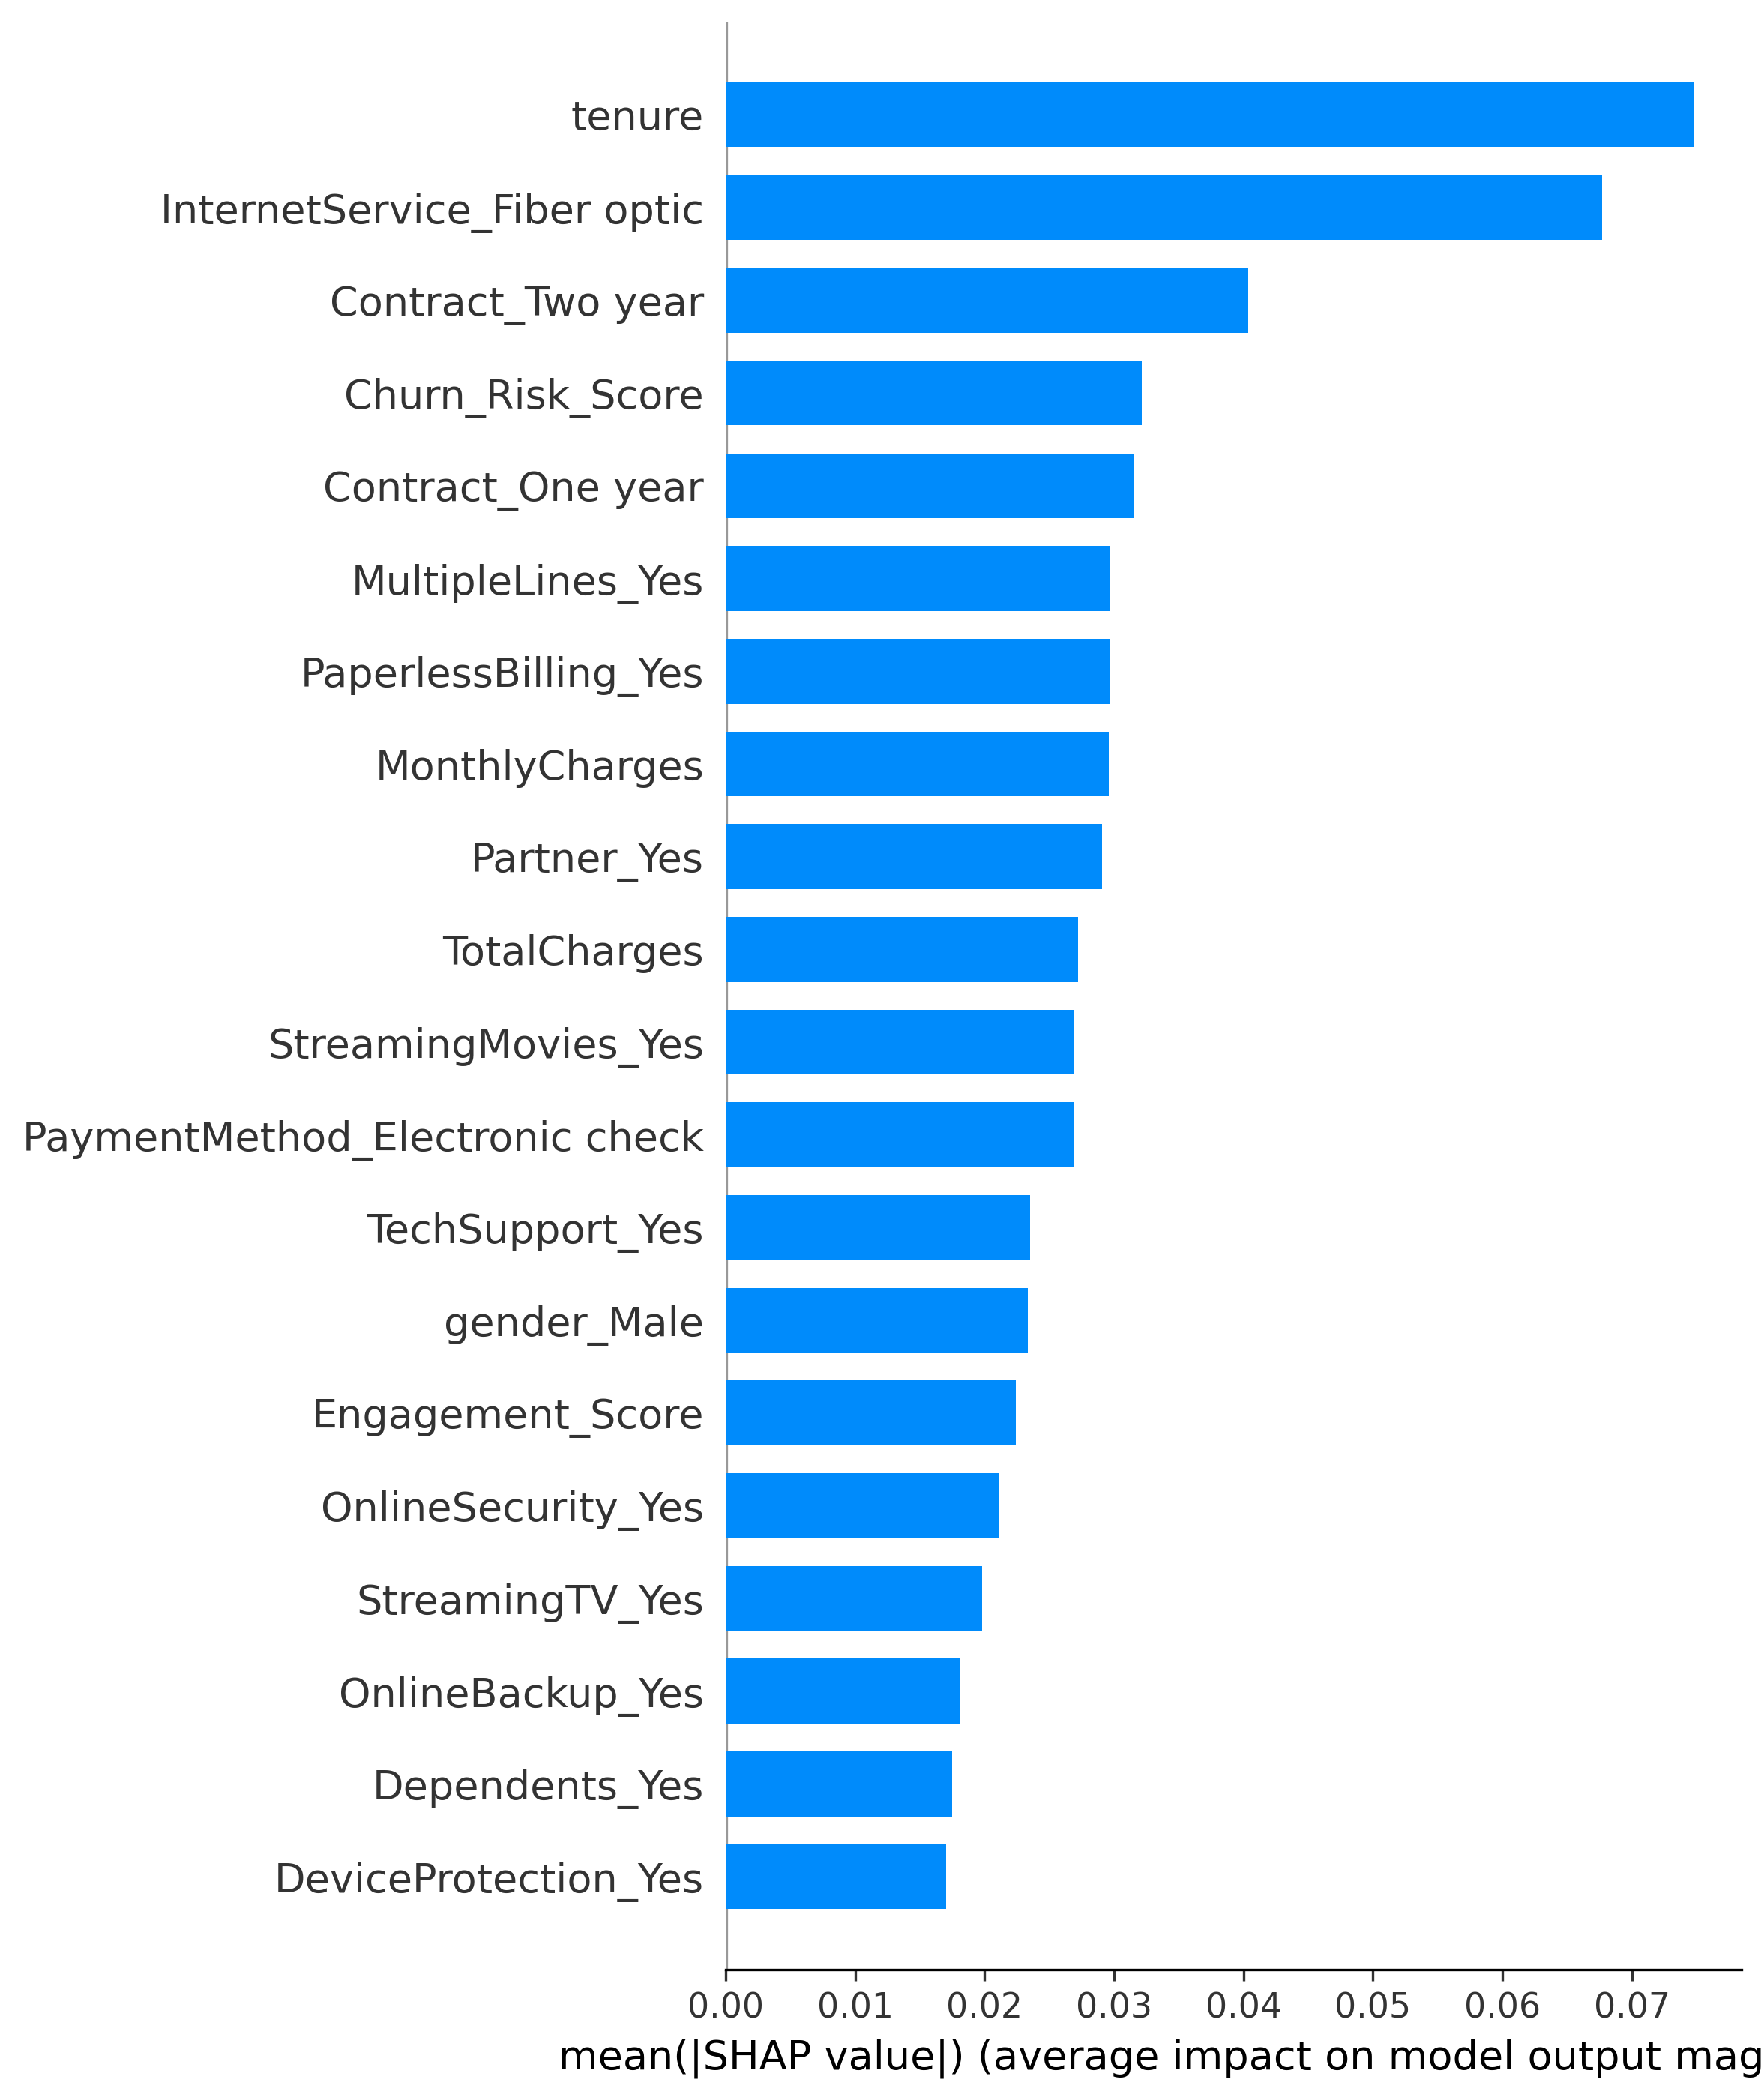 tenure
InternetService_Fiber optic
Contract_Two year
Churn_Risk_Score
Contract_One year
MultipleLines_Yes
PaperlessBilling_Yes
MonthlyCharges
Partner_Yes
TotalCharges
StreamingMovies_Yes
PaymentMethod_Electronic check
TechSupport_Yes
gender_Male
Engagement_Score
OnlineSecurity_Yes
StreamingTV_Yes
OnlineBackup_Yes
Dependents_Yes
DeviceProtection_Yes
0.00 0.01 0.02 0.03 0.04 0.05 0.06 0.07
mean(|SHAP value|) (average impact on model output mag